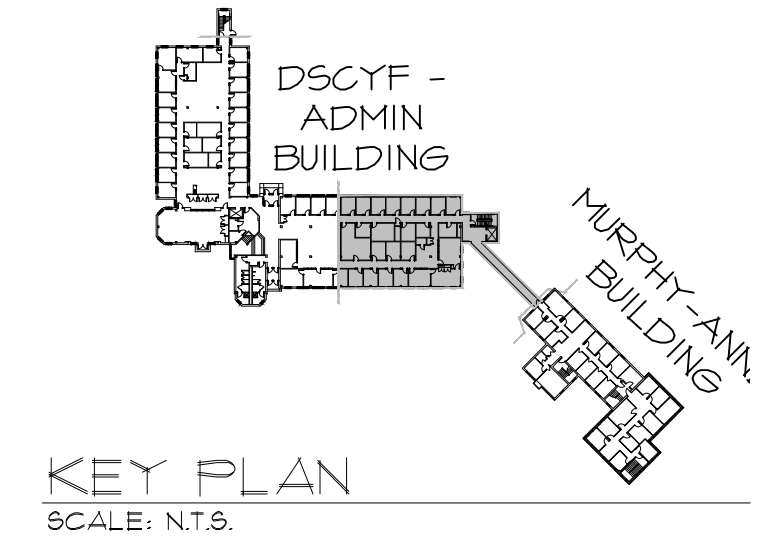 DSCYF -
ADMIN
BUILDING
MURPHY-ANN
BUILDING
KEY PLAN
SCALE: N.T.S.